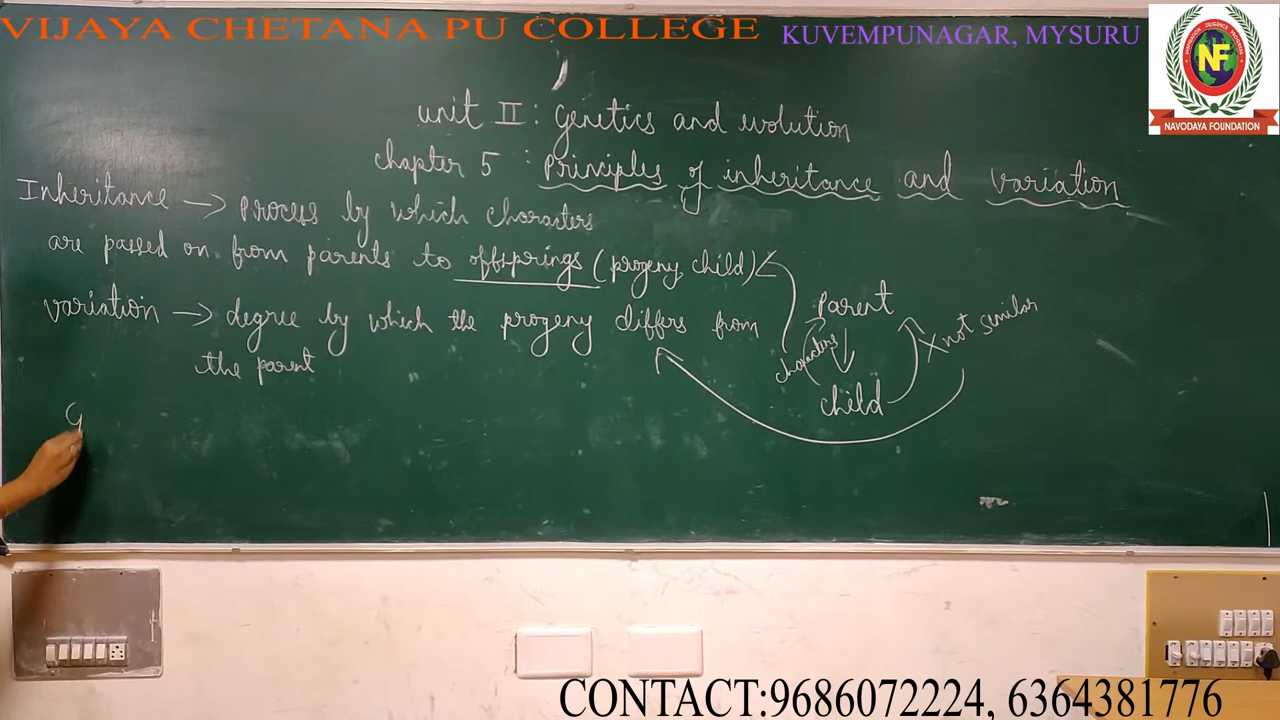 VIJAYA CHETANA PU COLLEGE KUVEMPUNAGAR, MYSURU
NF
NAVODAYA FOUNDATION
unit II : Genetics and evolution
chapter 5 : Principles of inheritance and variation
Inheritance → process by which characters
are passed on from parents to offsprings (progeny, child)
variation → degree by which the progeny differs from
the parent
parent
characters
child
X not similar
G
CONTACT:9686072224, 6364381776